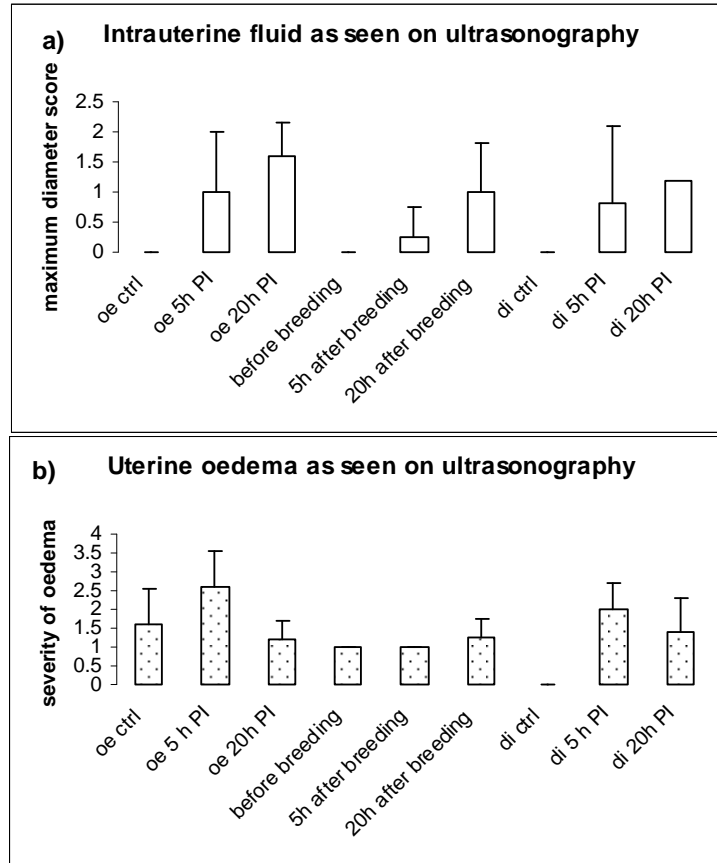 a) Intrauterine fluid as seen on ultrasonography
maximum diameter score
2.5
2
1.5
1
0.5
0
oe ctrl
oe 5h PI
oe 20h PI
before breeding
5h after breeding
20h after breeding
di ctrl
di 5h PI
di 20h PI
b) Uterine oedema as seen on ultrasonography
severity of oedema
4
3.5
3
2.5
2
1.5
1
0.5
0
oe ctrl
oe 5 h PI
oe 20h PI
before breeding
5h after breeding
20h after breeding
di ctrl
di 5 h PI
di 20h PI